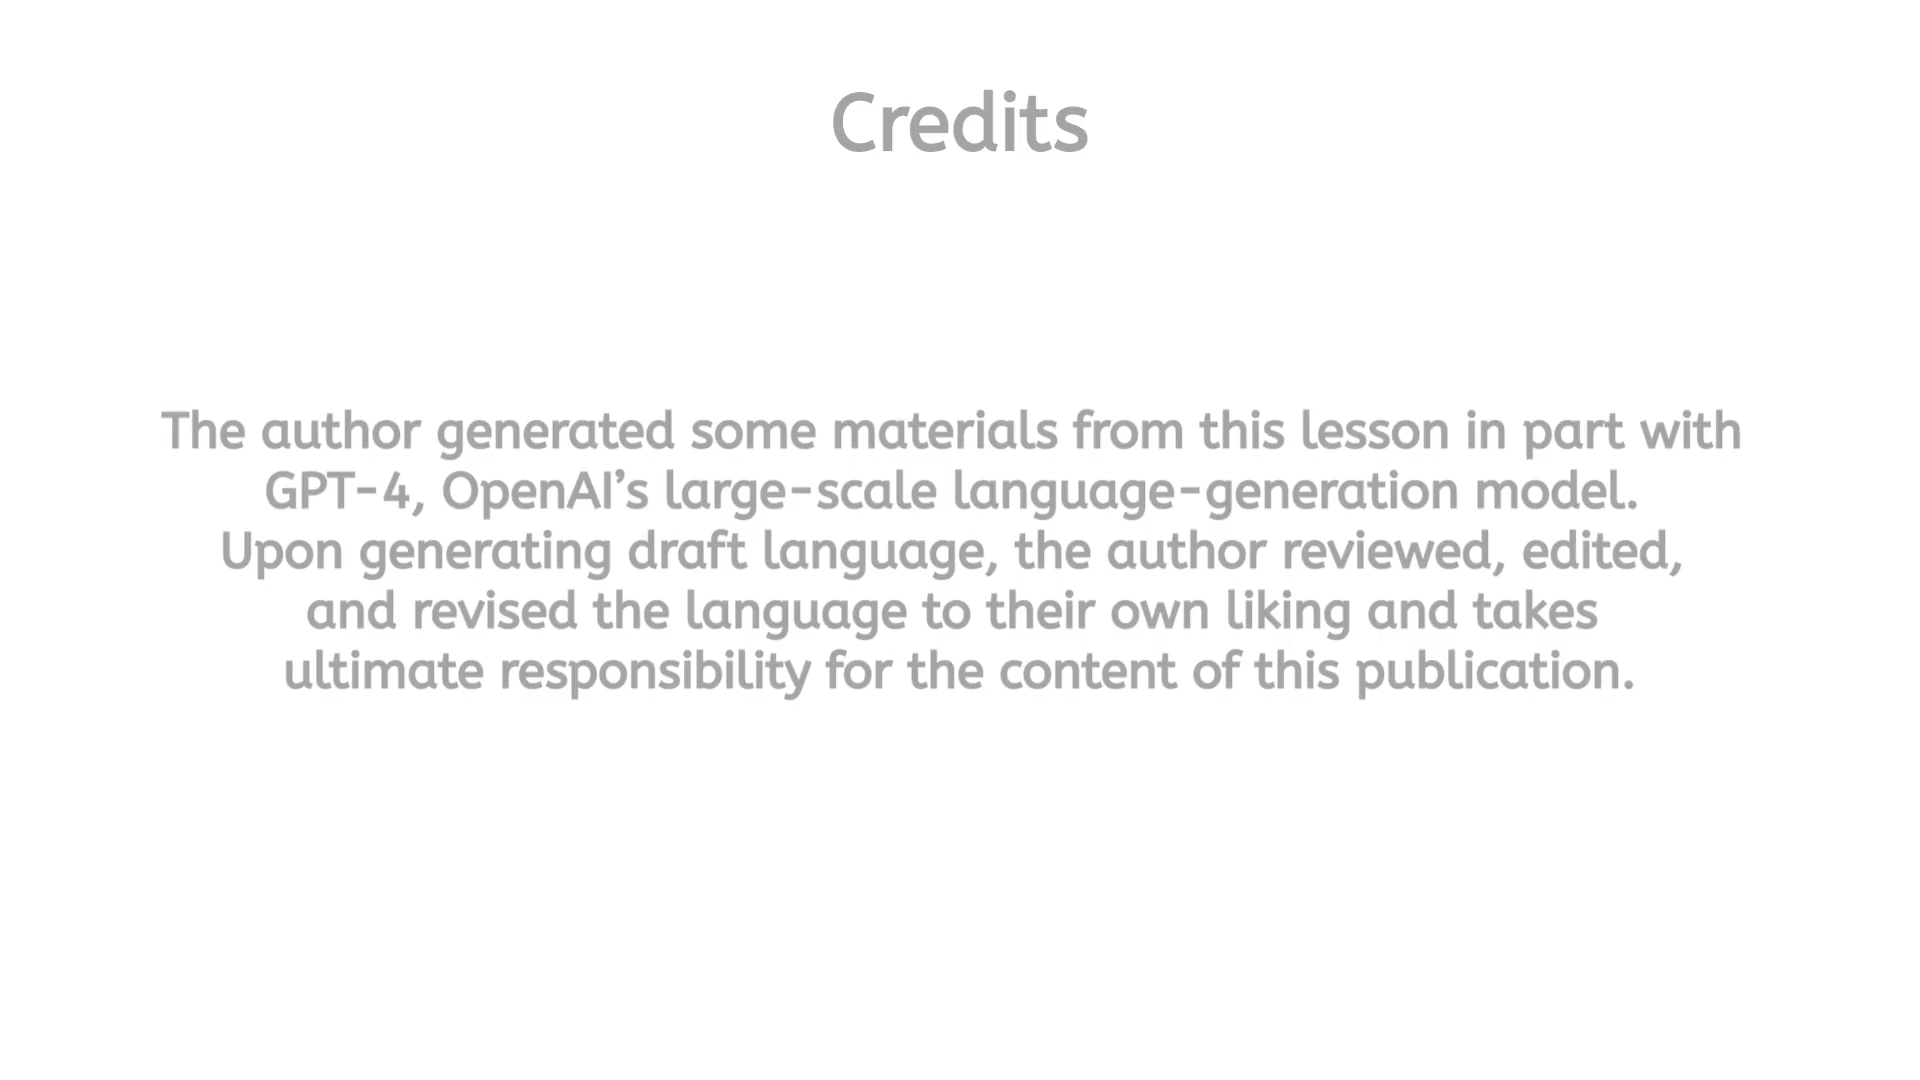 Credits
The author generated some materials from this lesson in part with
GPT-4, OpenAI’s large-scale language-generation model.
Upon generating draft language, the author reviewed, edited,
and revised the language to their own liking and takes
ultimate responsibility for the content of this publication.